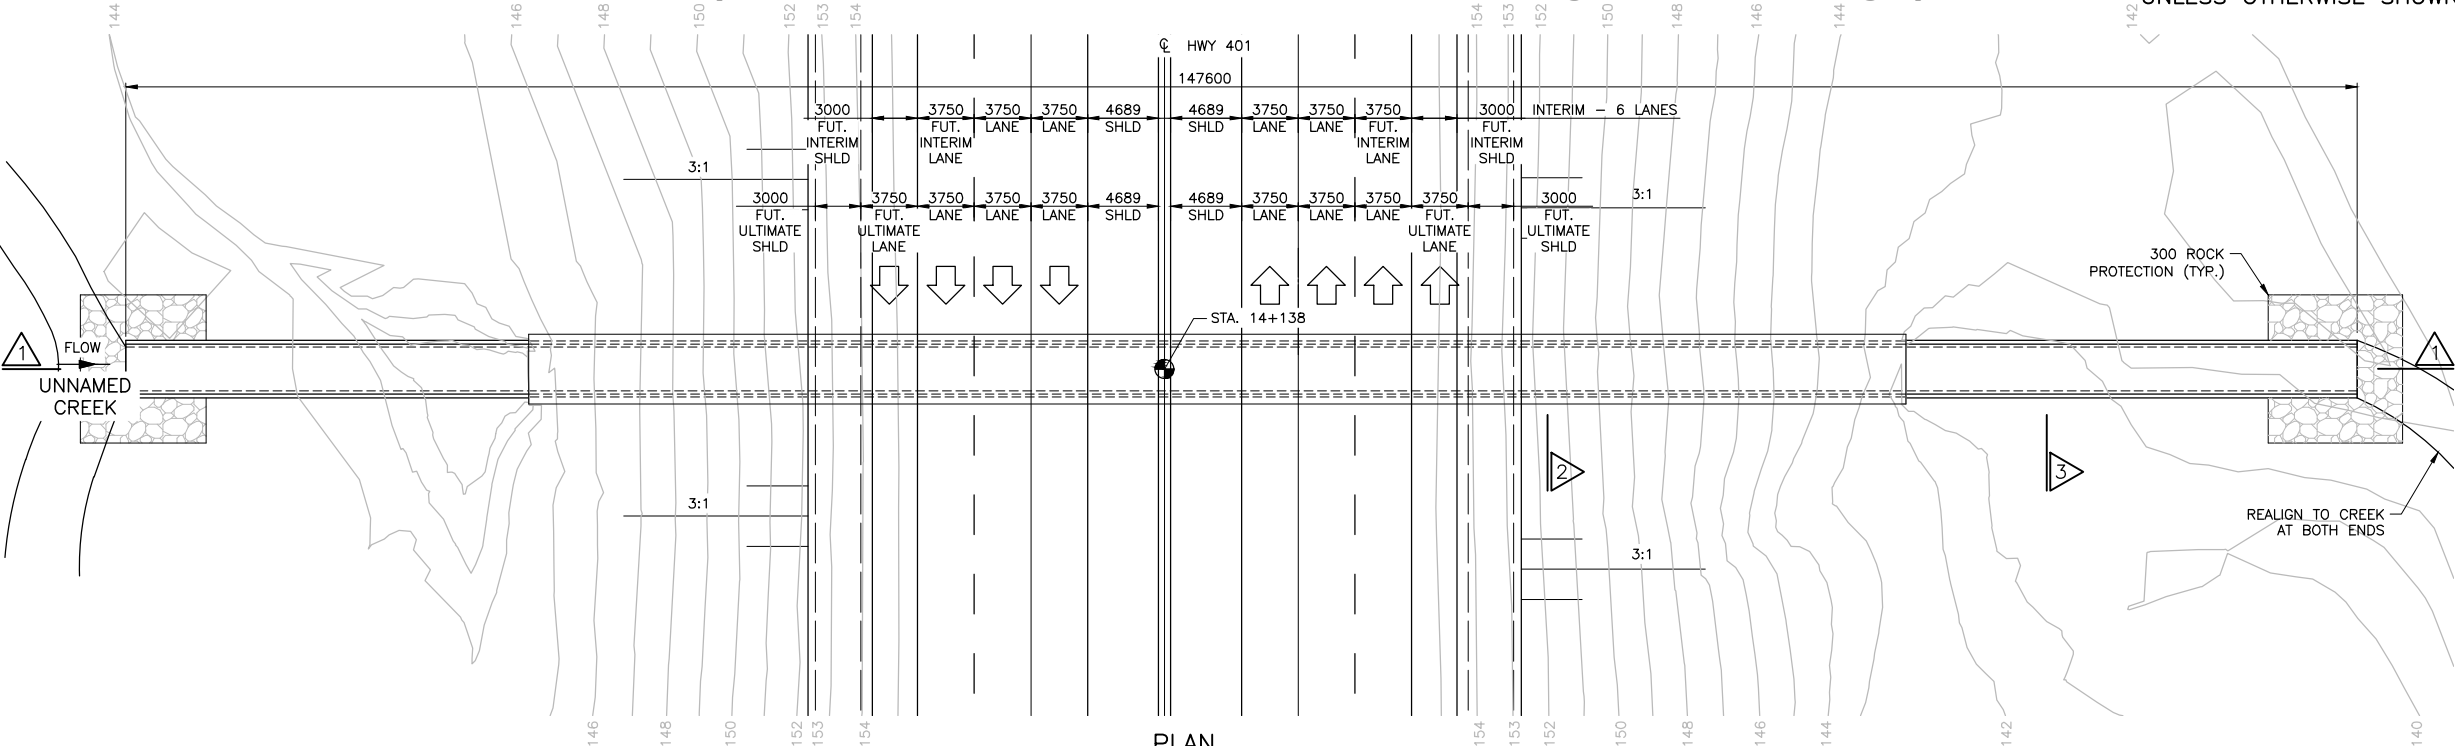 UNLESS OTHERWISE SHOWN
144 146 148 150 152 153 154 154 153 152 150 148 146 144 142
℄ HWY 401
147600
3000 3750 3750 3750 4689 4689 3750 3750 3750 3000 INTERIM - 6 LANES
FUT. INTERIM SHLD
FUT. INTERIM LANE
LANE
LANE
SHLD
SHLD
LANE
LANE
FUT. INTERIM LANE
FUT. INTERIM SHLD
3:1
3:1
3000 3750 3750 3750 3750 4689 4689 3750 3750 3750 3750 3000
FUT. ULTIMATE SHLD
FUT. ULTIMATE LANE
LANE
LANE
LANE
SHLD
SHLD
LANE
LANE
LANE
FUT. ULTIMATE LANE
FUT. ULTIMATE SHLD
300 ROCK
PROTECTION (TYP.)
STA. 14+138
1
FLOW
UNNAMED
CREEK
1
2
3
3:1
3:1
REALIGN TO CREEK
AT BOTH ENDS
146 148 150 152 153 154 154 153 152 150 148 146 144 142 140
PLAN